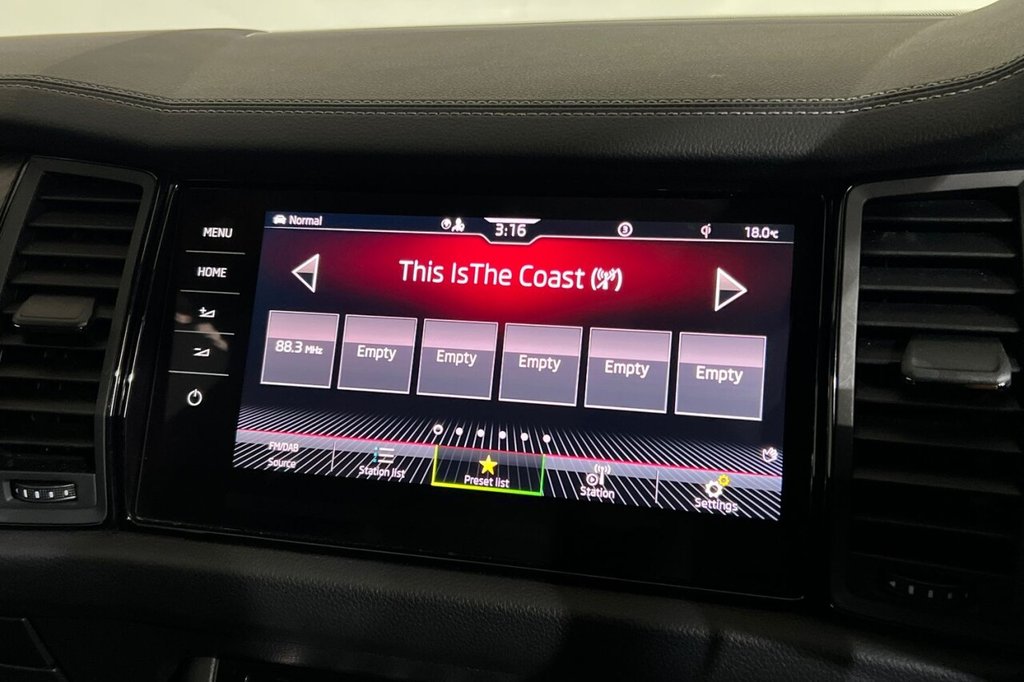 MENU
HOME
Normal
3:16
3
18.0°C
This IsThe Coast
88.3 MHz
Empty
Empty
Empty
Empty
Empty
FM/DAB
Source
Station list
Preset list
Station
Settings